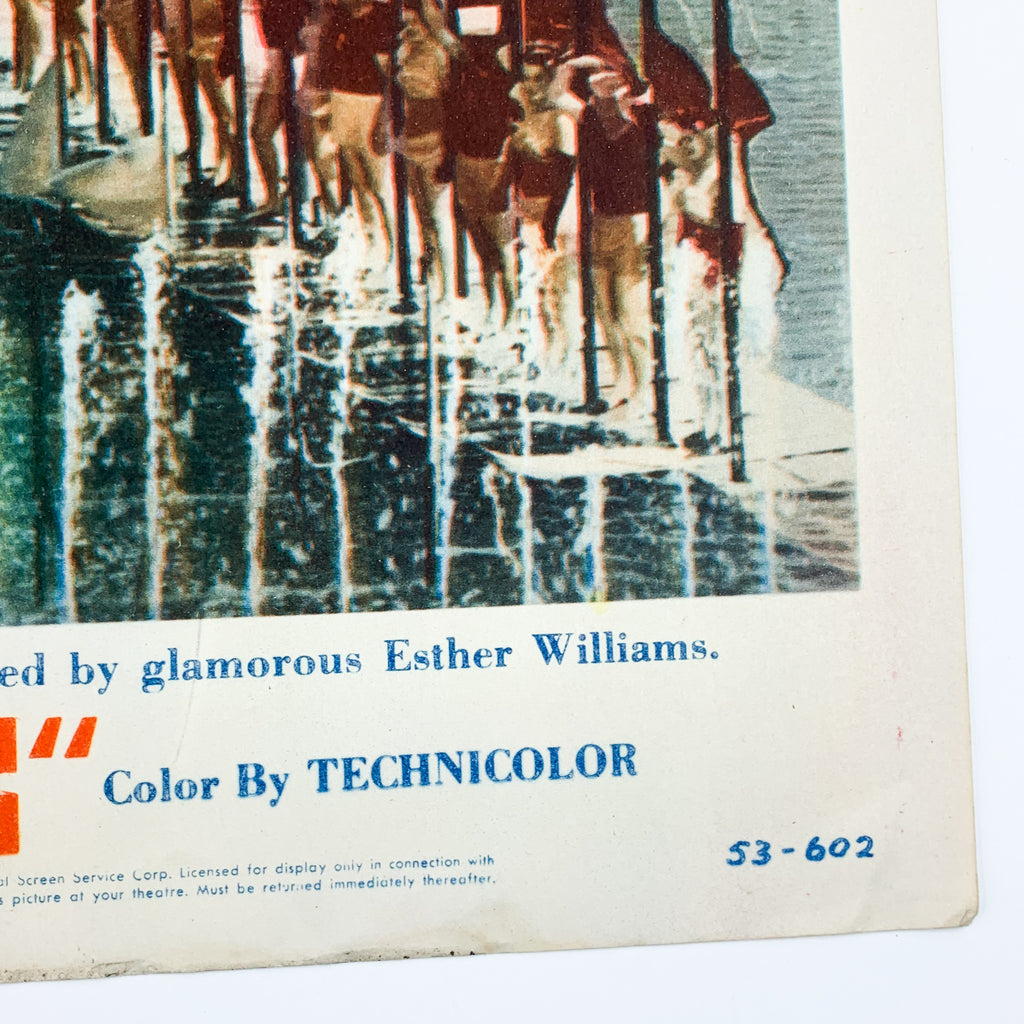 ed by glamorous Esther Williams.
"
Color By TECHNICOLOR
53-602
al Screen Service Corp. Licensed for display only in connection with
s picture at your theatre. Must be returned immediately thereafter.